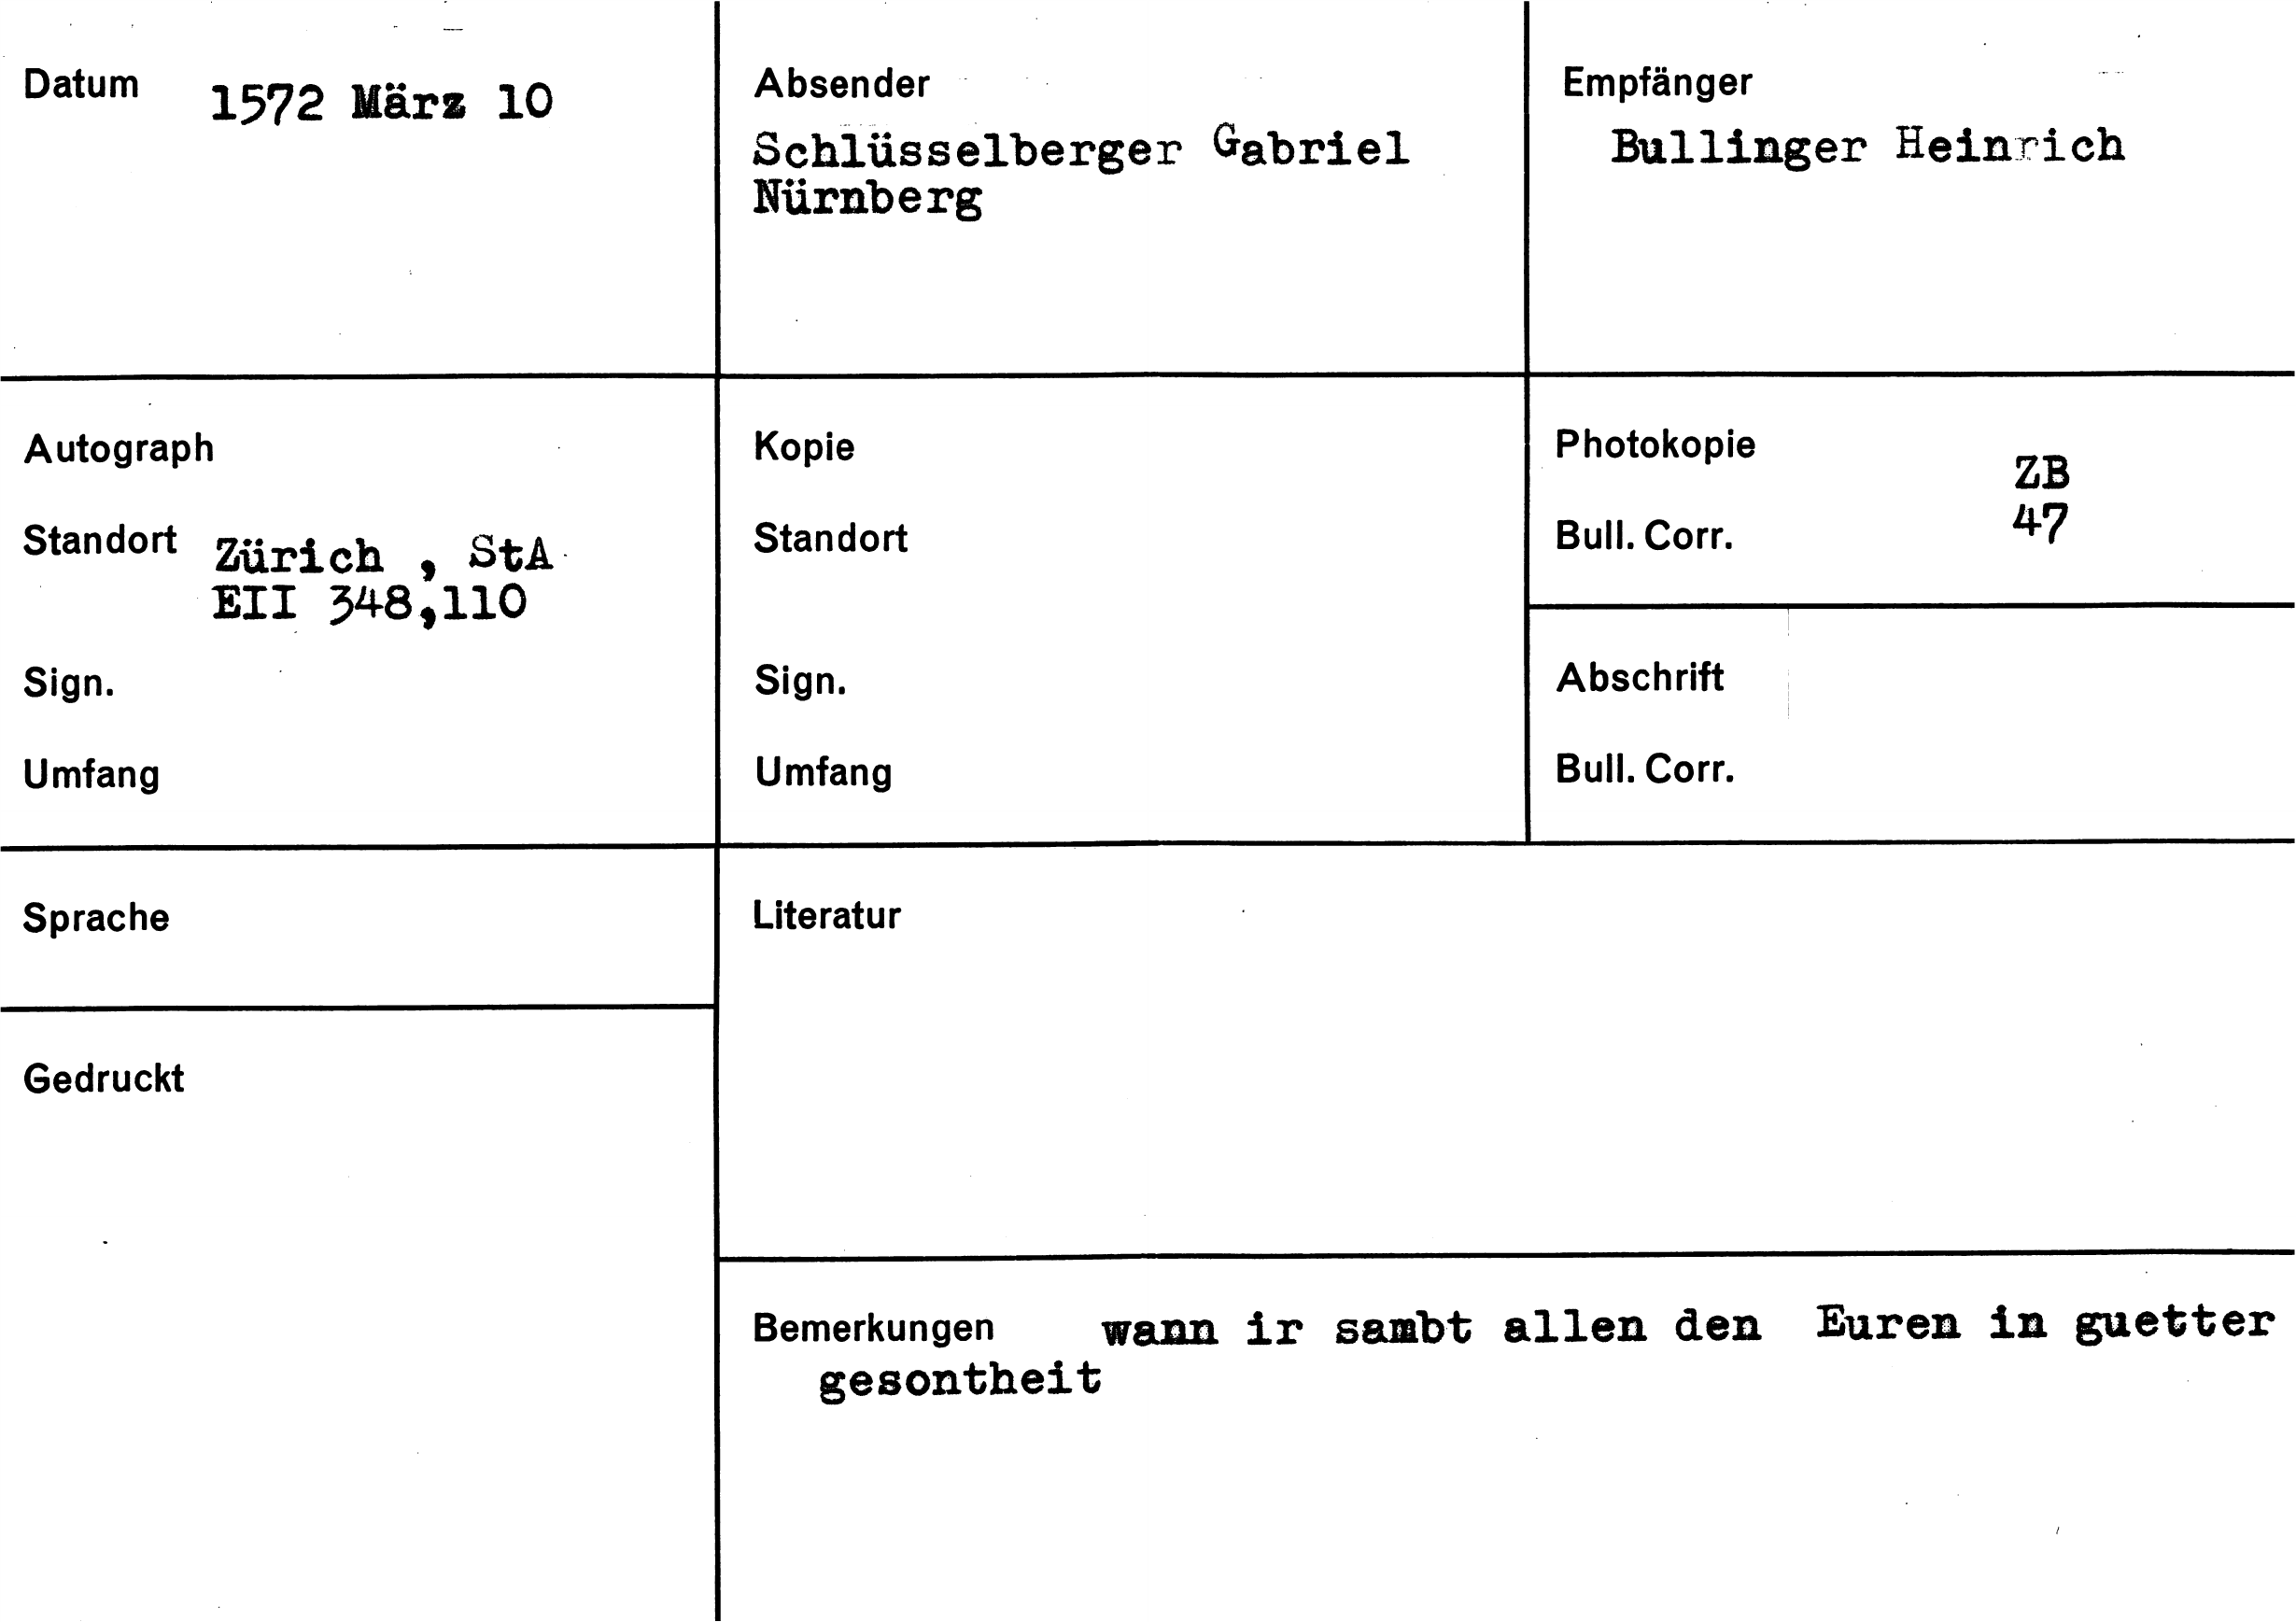 Datum 1572 März 10
Absender
Schlüsselberger Gabriel
Nürnberg
Empfänger
Bullinger Heinrich
Autograph
Standort Zürich , StA
EII 348,110
Sign.
Umfang
Kopie
Standort
Sign.
Umfang
Photokopie ZB
Bull. Corr. 47
Abschrift
Bull. Corr.
Sprache
Gedruckt
Literatur
Bemerkungen wann ir sambt allen den Euren in guetter
gesontheit